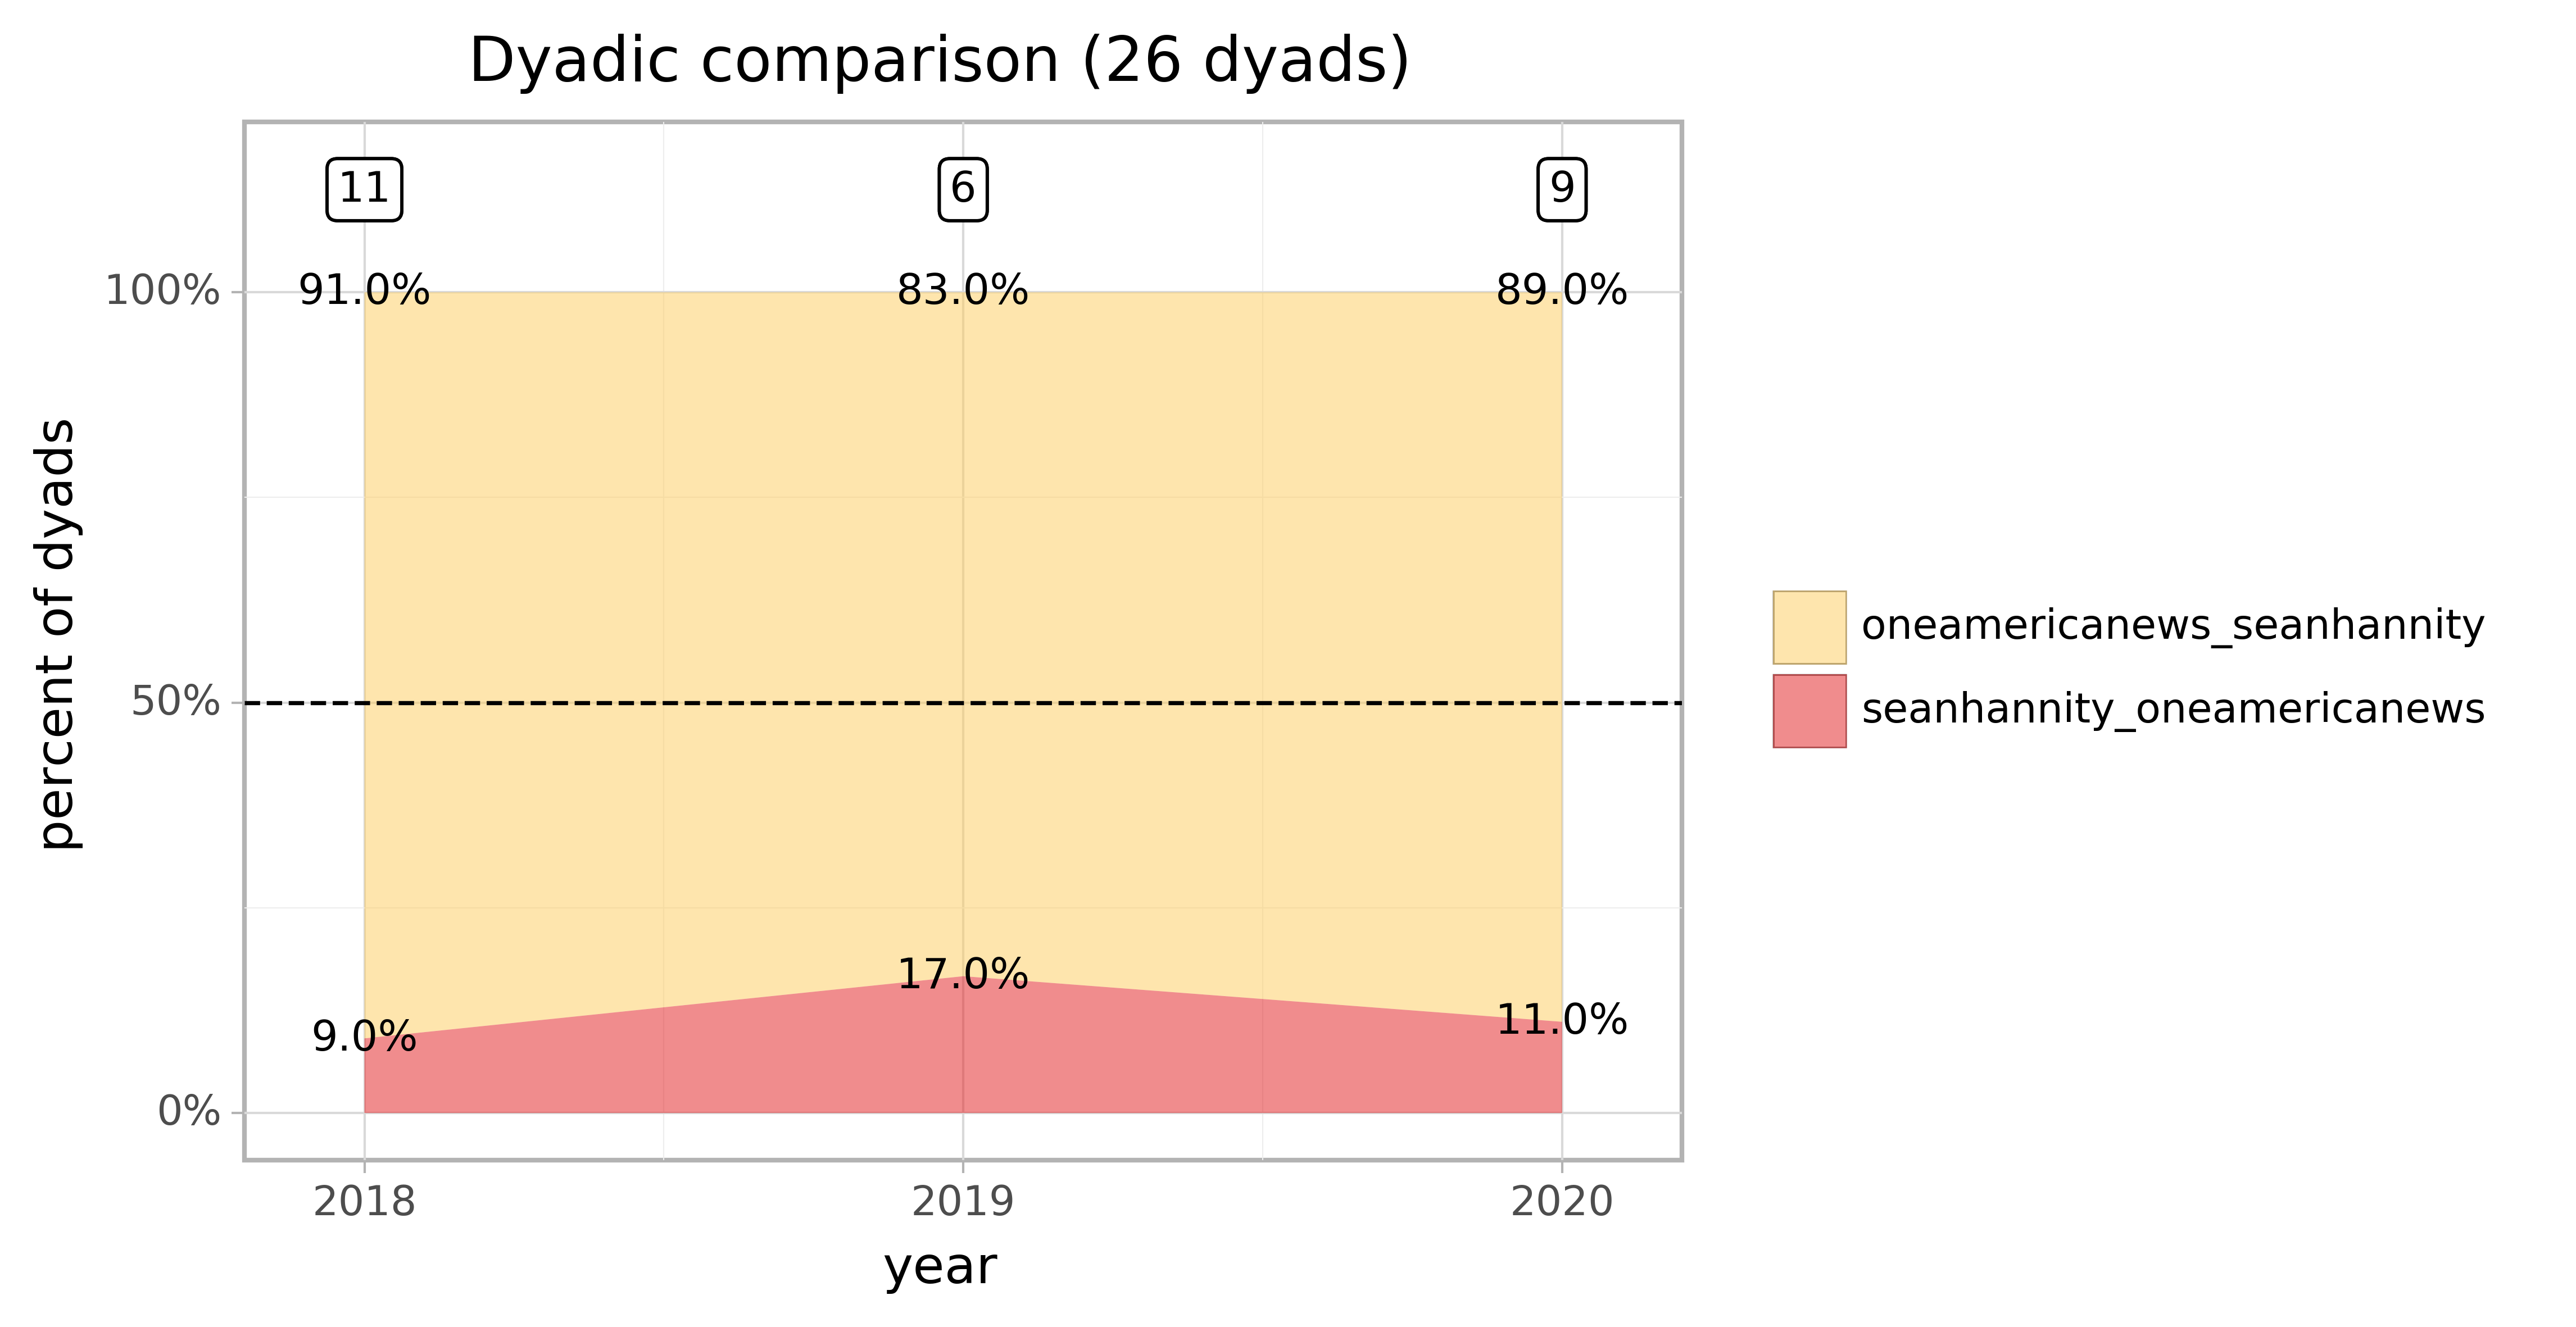 Dyadic comparison (26 dyads)
11 6 9
100%
91.0% 83.0% 89.0%
percent of dyads
oneamericanews_seanhannity
50%
seanhannity_oneamericanews
17.0%
11.0%
9.0%
0%
2018 2019 2020
year